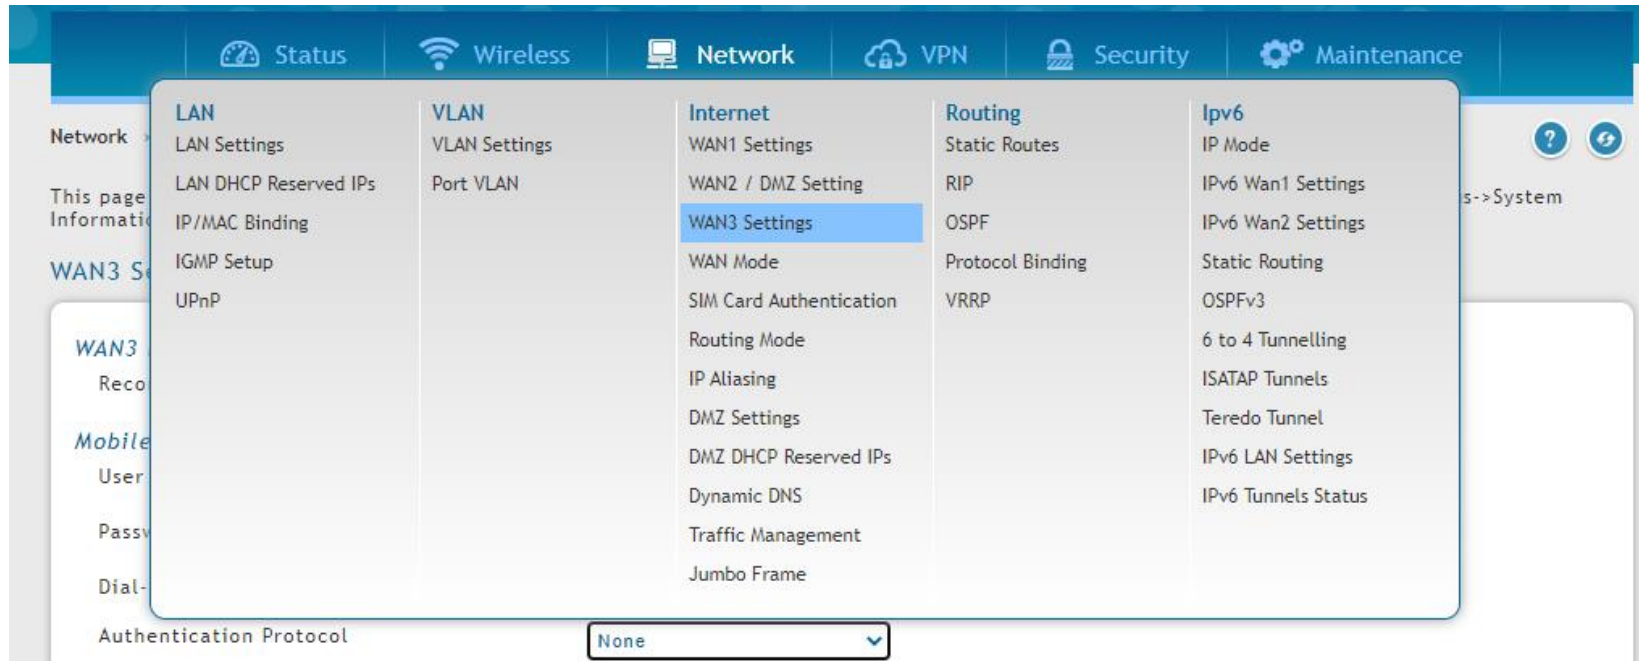 Status Wireless Network VPN Security Maintenance
Network »
This page
s->System
Informatio
WAN3 Se
WAN3
Reco
Mobile
User
Passw
Dial-
LAN
LAN Settings
LAN DHCP Reserved IPs
IP/MAC Binding
IGMP Setup
UPnP
VLAN
VLAN Settings
Port VLAN
Internet
WAN1 Settings
WAN2 / DMZ Setting
WAN3 Settings
WAN Mode
SIM Card Authentication
Routing Mode
IP Aliasing
DMZ Settings
DMZ DHCP Reserved IPs
Dynamic DNS
Traffic Management
Jumbo Frame
Routing
Static Routes
RIP
OSPF
Protocol Binding
VRRP
Ipv6
IP Mode
IPv6 Wan1 Settings
IPv6 Wan2 Settings
Static Routing
OSPFv3
6 to 4 Tunnelling
ISATAP Tunnels
Teredo Tunnel
IPv6 LAN Settings
IPv6 Tunnels Status
Authentication Protocol None